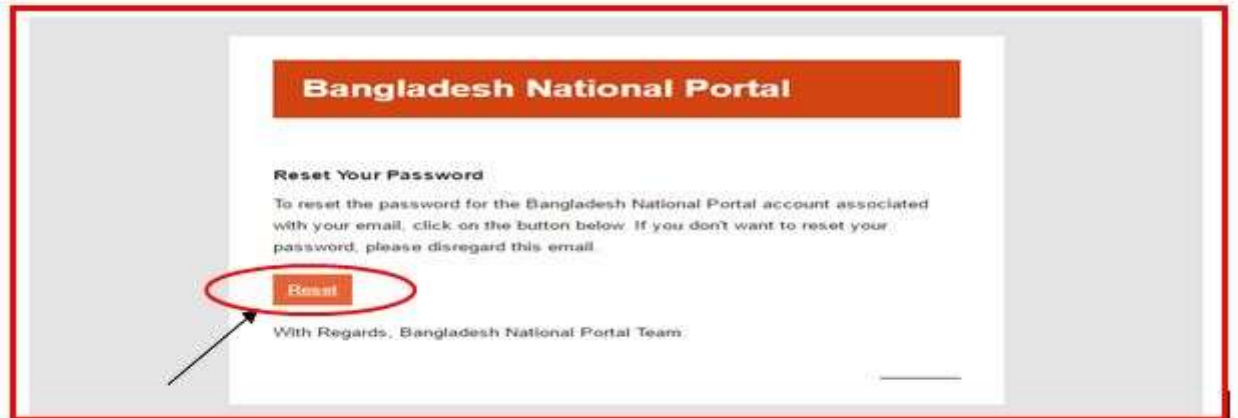 Bangladesh National Portal
Reset Your Password
To reset the password for the Bangladesh National Portal account associated
with your email, click on the button below. If you don't want to reset your
password, please disregard this email.
Reset
With Regards, Bangladesh National Portal Team.